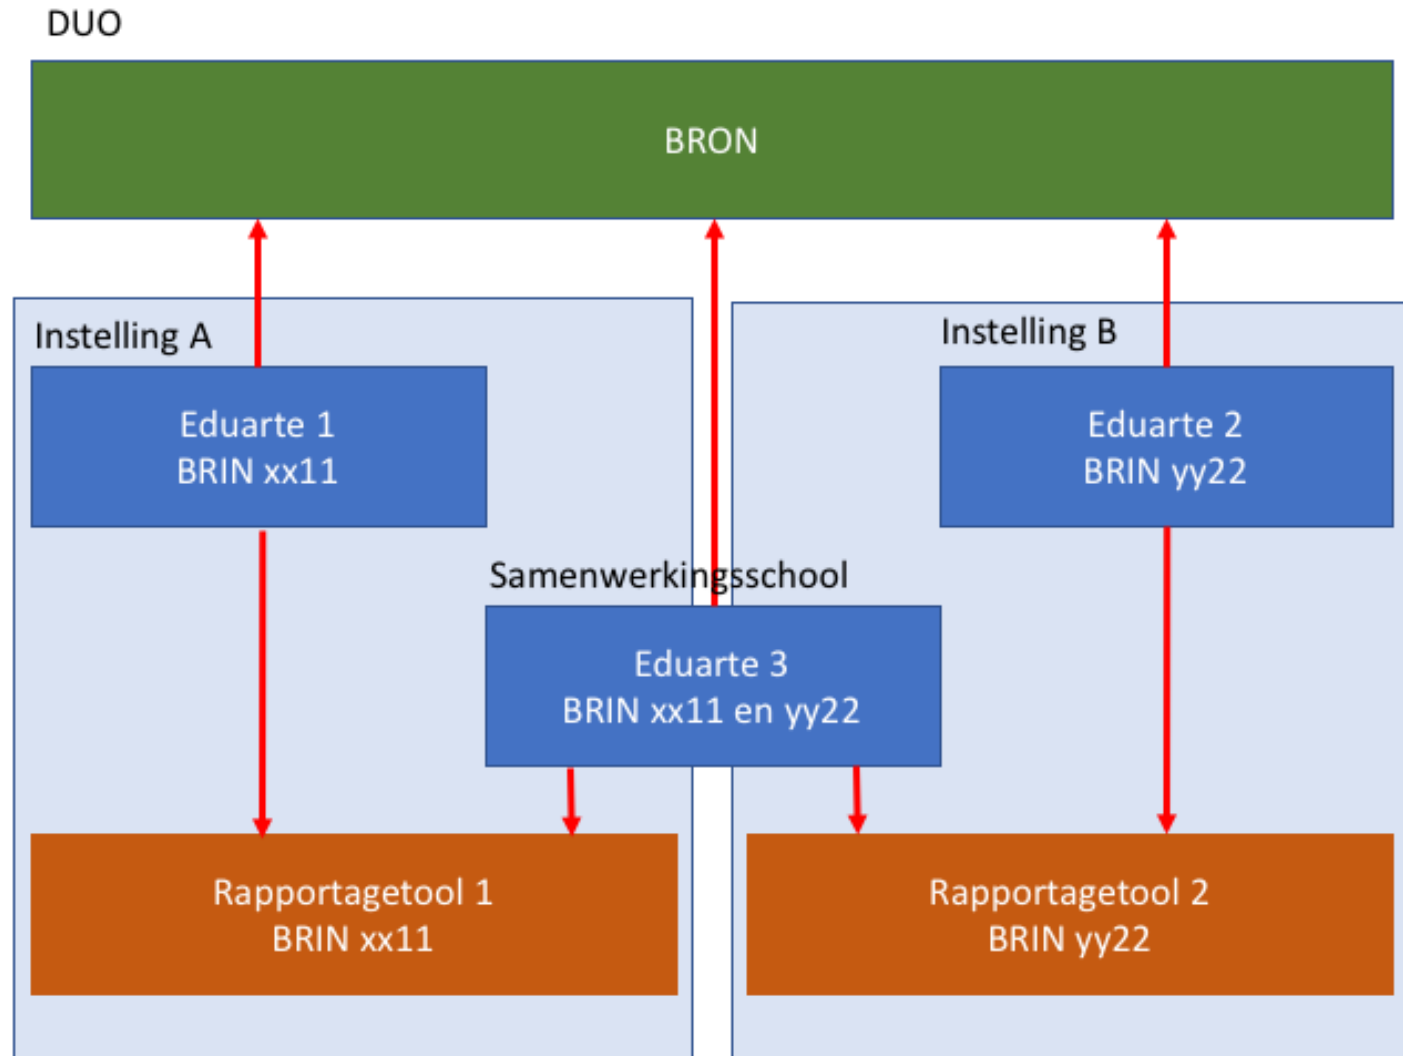 DUO
BRON
Instelling A
Instelling B
Eduarte 1
BRIN xx11
Eduarte 2
BRIN yy22
Samenwerkingsschool
Eduarte 3
BRIN xx11 en yy22
Rapportagetool 1
BRIN xx11
Rapportagetool 2
BRIN yy22